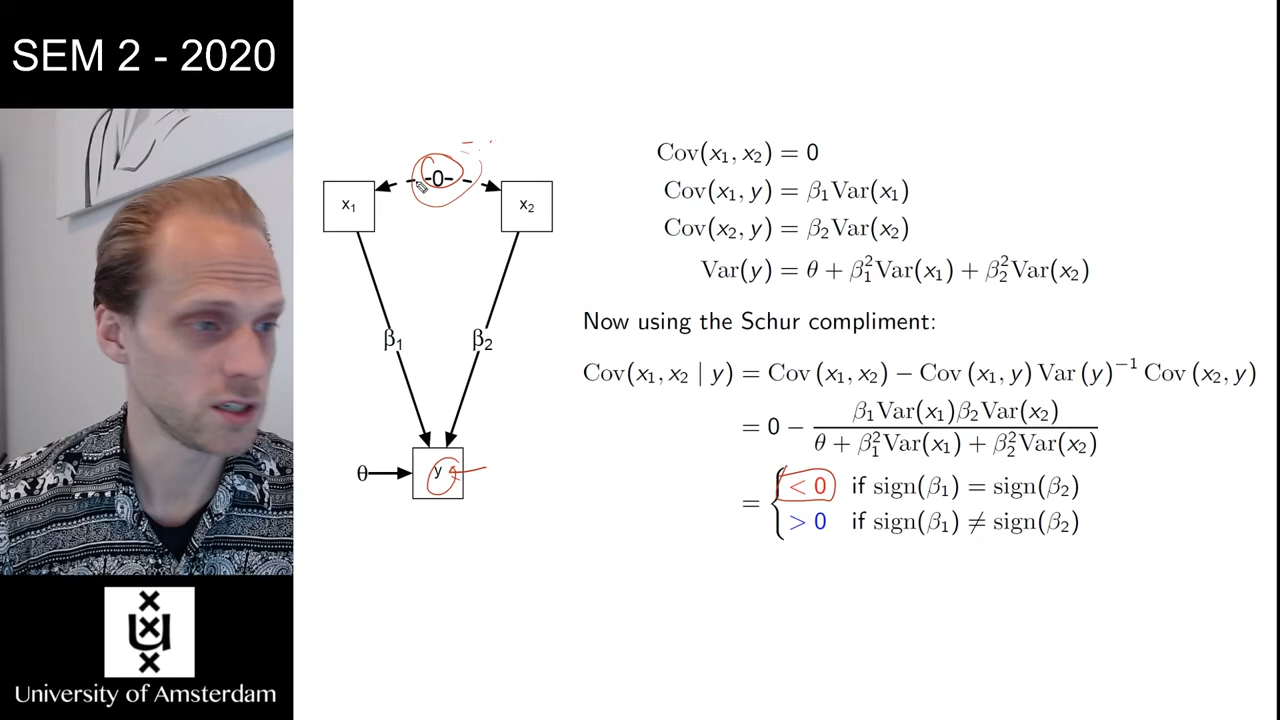 SEM 2 - 2020
-0-
x₁
x₂
β₁
β₂
θ
y
Cov(x₁, x₂) = 0
Cov(x₁, y) = β₁Var(x₁)
Cov(x₂, y) = β₂Var(x₂)
Var(y) = θ + β₁²Var(x₁) + β₂²Var(x₂)
Now using the Schur compliment:
Cov(x₁, x₂ | y) = Cov (x₁, x₂) − Cov (x₁, y) Var (y)⁻¹ Cov (x₂, y)
= 0 −
β₁Var(x₁)β₂Var(x₂)
θ + β₁²Var(x₁) + β₂²Var(x₂)
= {
< 0 if sign(β₁) = sign(β₂)
> 0 if sign(β₁) ≠ sign(β₂)
X
U X
X
University of Amsterdam